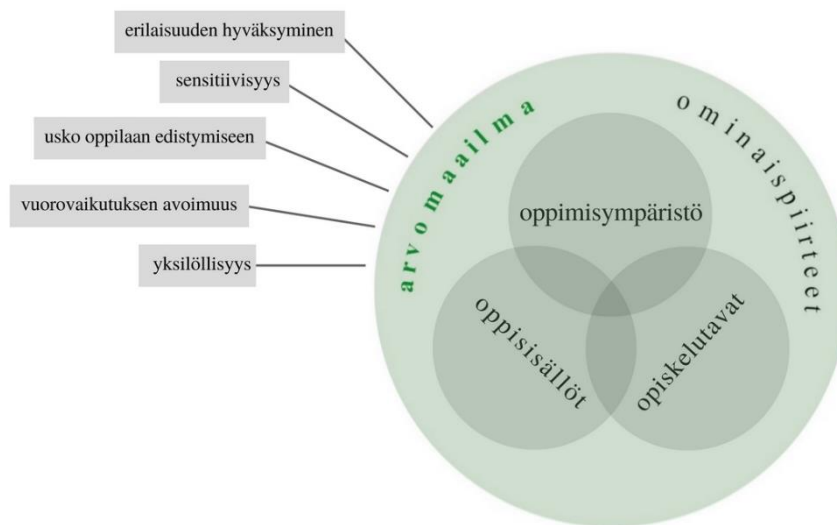 erilaisuuden hyväksyminen
sensitiivisyys
usko oppilaan edistymiseen
vuorovaikutuksen avoimuus
yksilöllisyys
arvomaailma
ominaispiirteet
oppimisympäristö
oppisisällöt
opiskelutavat